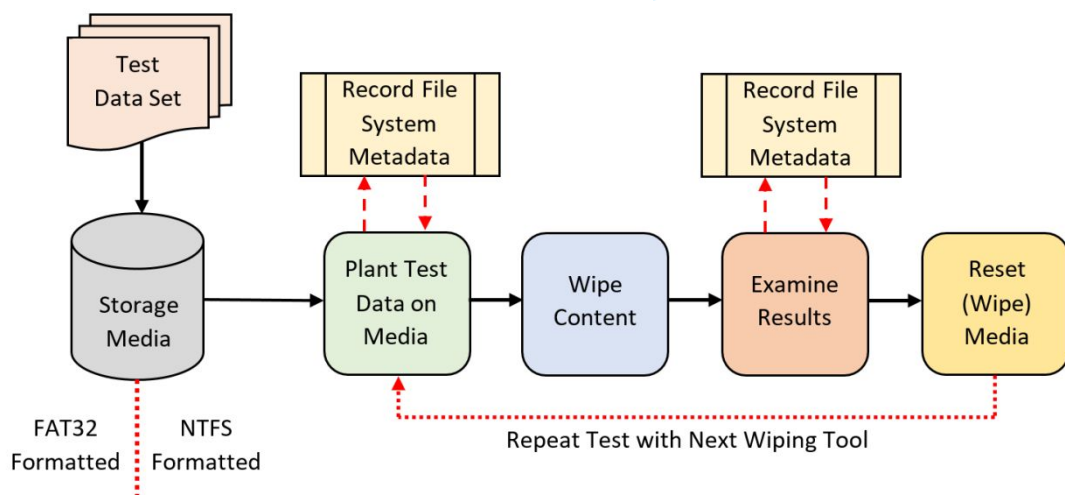 Test
Data Set
Record File
System
Metadata
Record File
System
Metadata
Storage
Media
Plant Test
Data on
Media
Wipe
Content
Examine
Results
Reset
(Wipe)
Media
FAT32
Formatted
NTFS
Formatted
Repeat Test with Next Wiping Tool